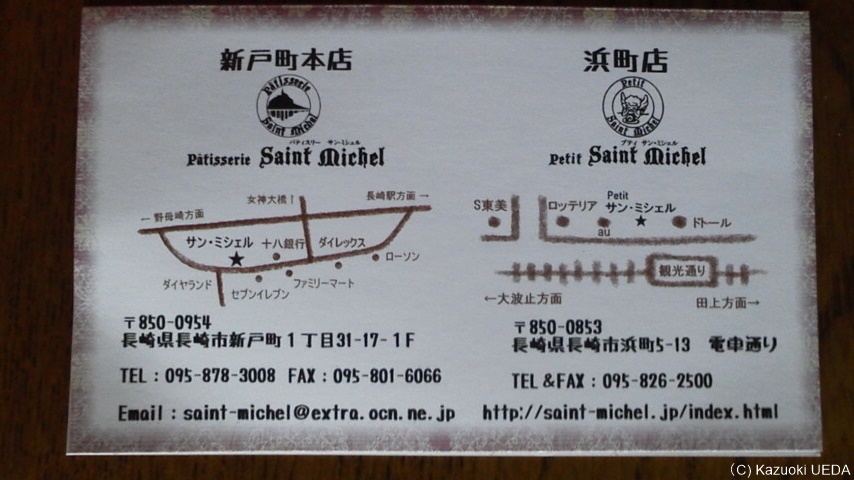 新戸町本店
Pâtisserie
Saint Michel
パティスリー サン・ミシェル
Pâtisserie Saint Michel
女神大橋↑
長崎駅方面→
←野母崎方面
サン・ミシェル
十八銀行
ダイレックス
ローソン
ダイヤランド
セブンイレブン
ファミリーマート
〒850-0954
長崎県長崎市新戸町1丁目31-17-1F
TEL:095-878-3008 FAX:095-801-6066
Email:saint-michel@extra.ocn.ne.jp
浜町店
Petit
Saint Michel
プティ サン・ミシェル
Petit Saint Michel
S東美
ロッテリア
Petit
サン・ミシェル
au
ドトール
観光通り
←大波止方面
田上方面→
〒850-0853
長崎県長崎市浜町5-13 電車通り
TEL&FAX:095-826-2500
http://saint-michel.jp/index.html
(C) Kazuoki UEDA